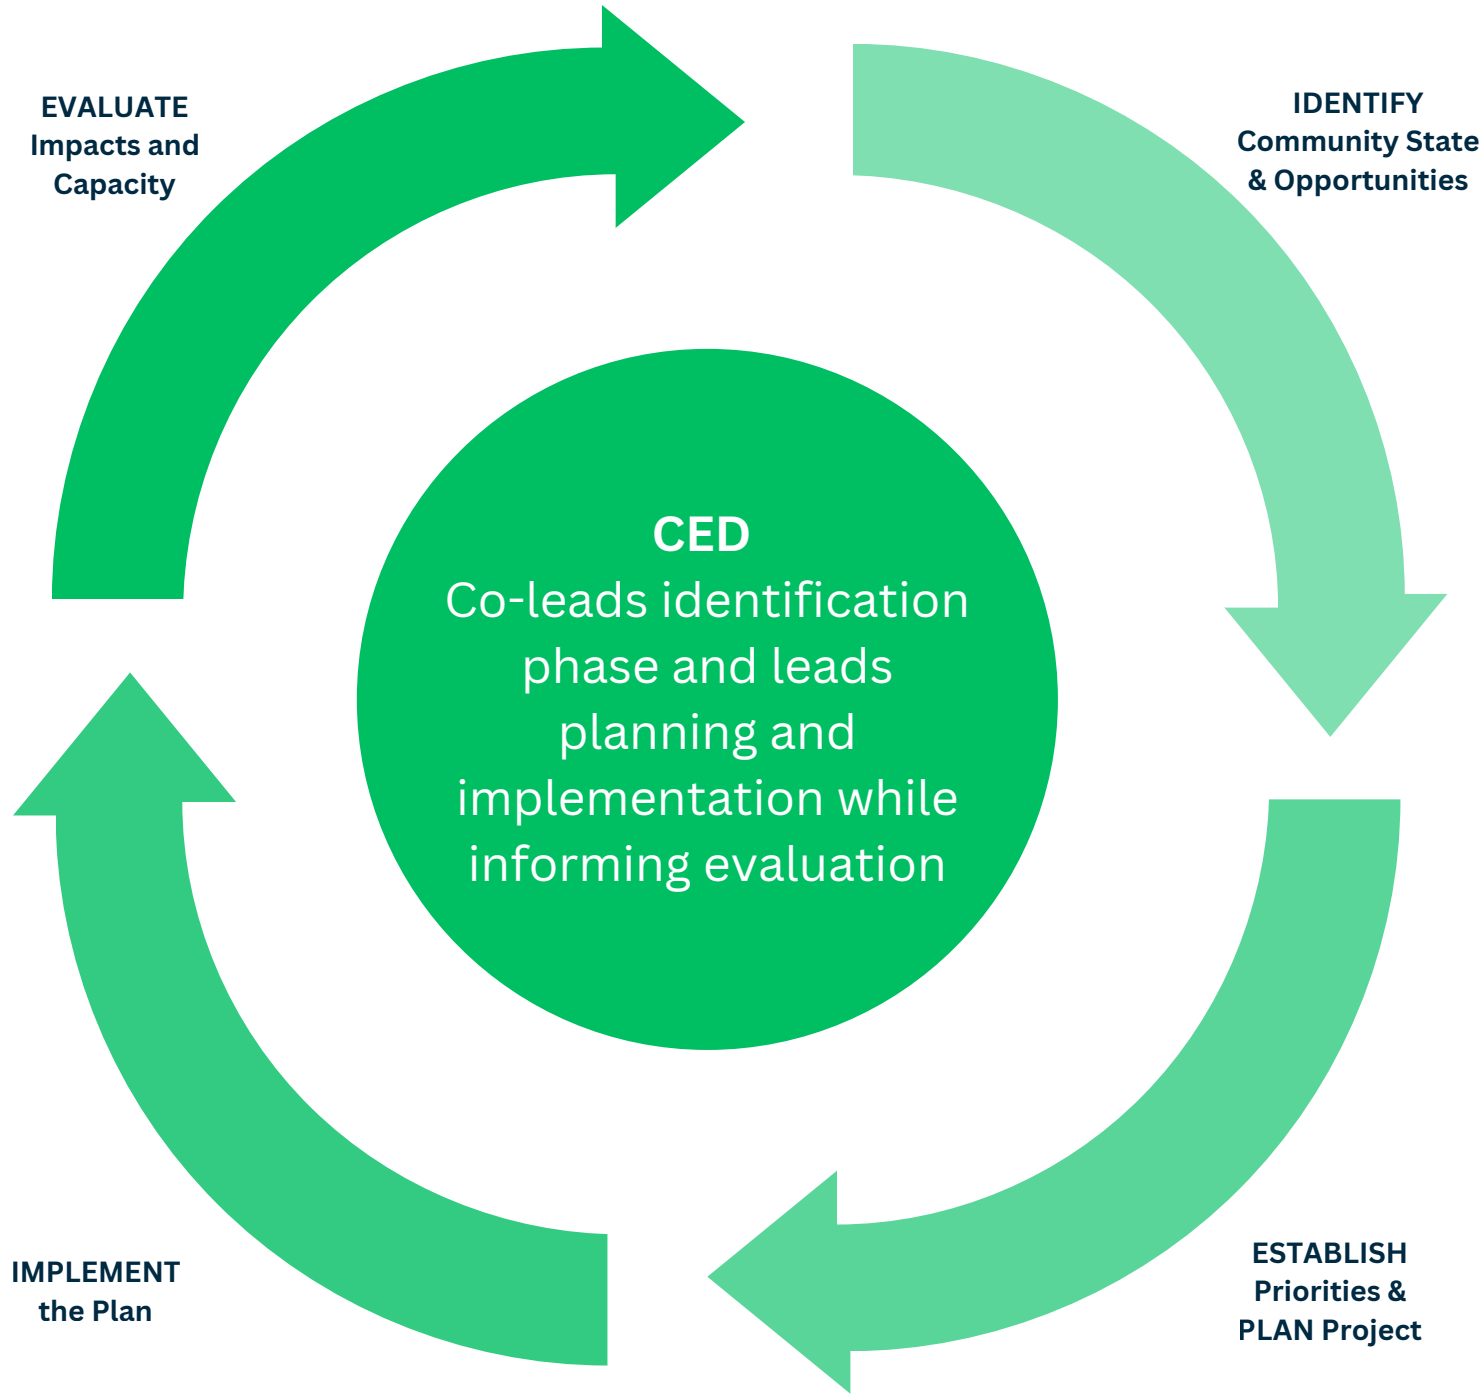 EVALUATE
Impacts and
Capacity
IDENTIFY
Community State
& Opportunities
CED
Co-leads identification
phase and leads
planning and
implementation while
informing evaluation
IMPLEMENT
the Plan
ESTABLISH
Priorities &
PLAN Project